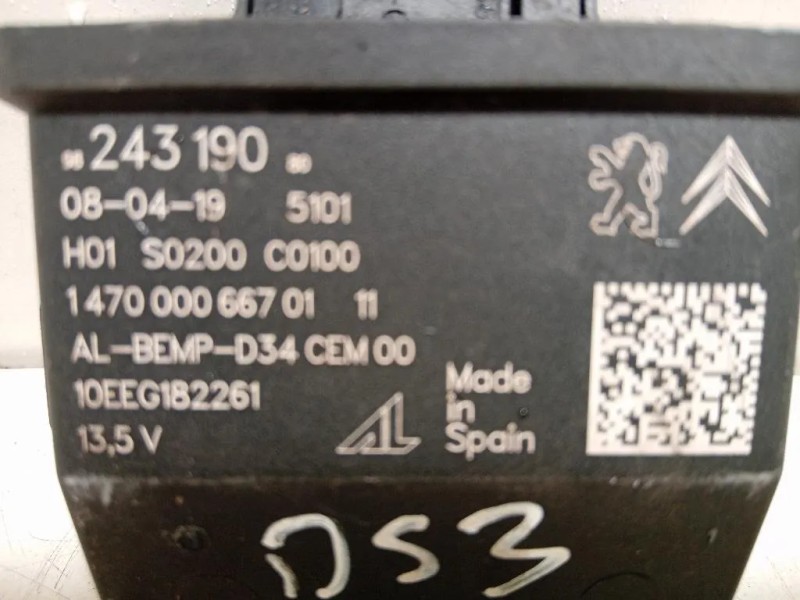 98 243 190 80
08-04-19 5101
H01 S0200 C0100
1 470 000 667 01 11
AL-BEMP-D34 CEM 00
10EEG182261
13,5 V
AL
Made
in
Spain
DS3